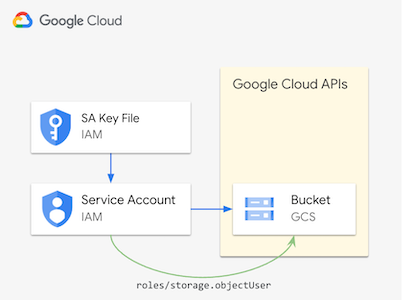 Google Cloud
Google Cloud APIs
SA Key File
IAM
Service Account
IAM
Bucket
GCS
roles/storage.objectUser